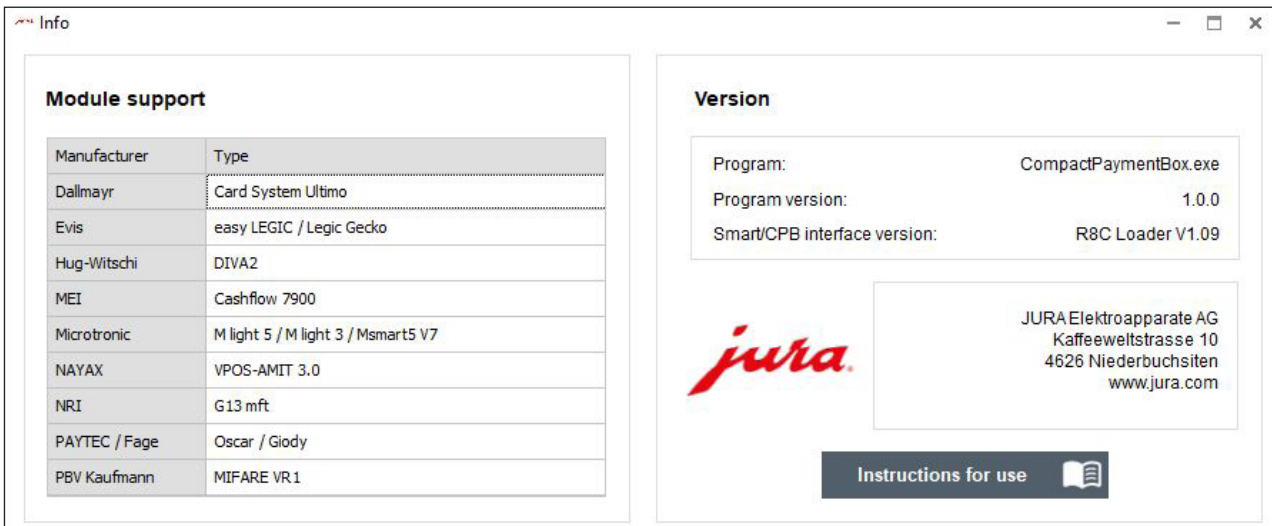 Info
Module support
Manufacturer Type
Dallmayr Card System Ultimo
Evis easy LEGIC / Legic Gecko
Hug-Witschi DIVA2
MEI Cashflow 7900
Microtronic M light 5 / M light 3 / Msmart5 V7
NAYAX VPOS-AMIT 3.0
NRI G13 mft
PAYTEC / Fage Oscar / Giody
PBV Kaufmann MIFARE VR1
Version
Program: CompactPaymentBox.exe
Program version: 1.0.0
Smart/CPB interface version: R8C Loader V1.09
jura
JURA Elektroapparate AG
Kaffeeweltstrasse 10
4626 Niederbuchsiten
www.jura.com
Instructions for use